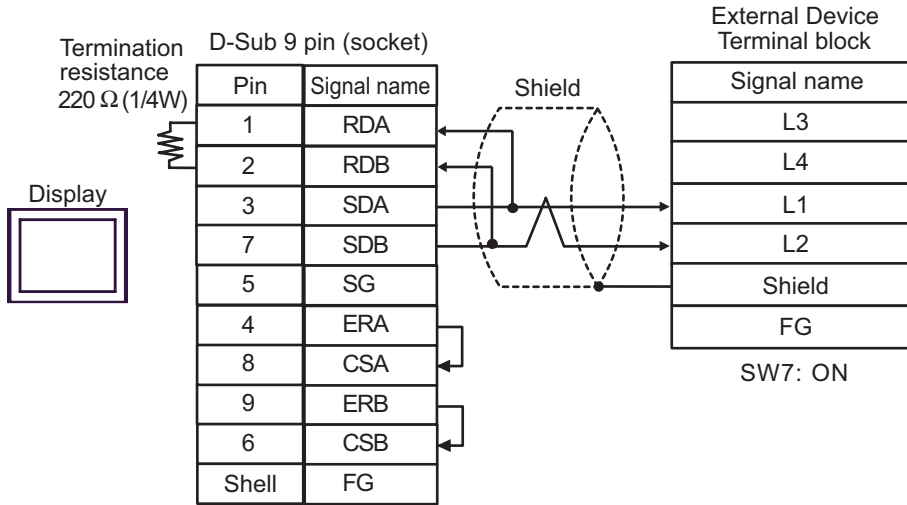 Termination
resistance
220 Ω (1/4W)
D-Sub 9 pin (socket)
Pin Signal name
1 RDA
2 RDB
3 SDA
7 SDB
5 SG
4 ERA
8 CSA
9 ERB
6 CSB
Shell FG
Display
Shield
External Device
Terminal block
Signal name
L3
L4
L1
L2
Shield
FG
SW7: ON